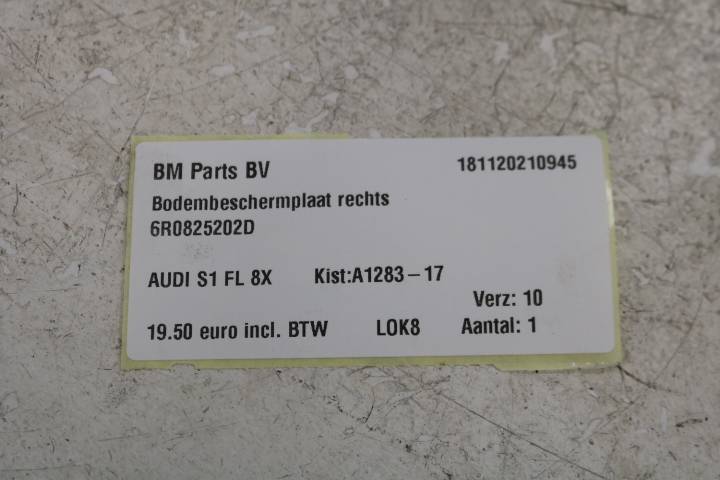 BM Parts BV 181120210945
Bodembeschermplaat rechts
6R0825202D
AUDI S1 FL 8X Kist:A1283-17
Verz: 10
19.50 euro incl. BTW LOK8 Aantal: 1